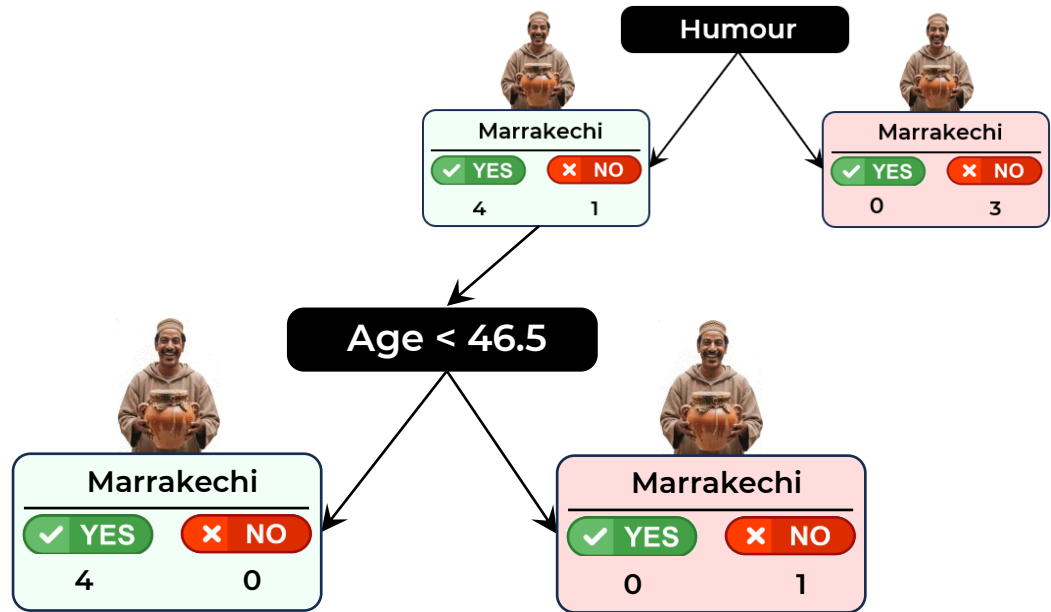 Humour
Marrakechi
YES NO
4 1
Marrakechi
YES NO
0 3
Age < 46.5
Marrakechi
YES NO
4 0
Marrakechi
YES NO
0 1